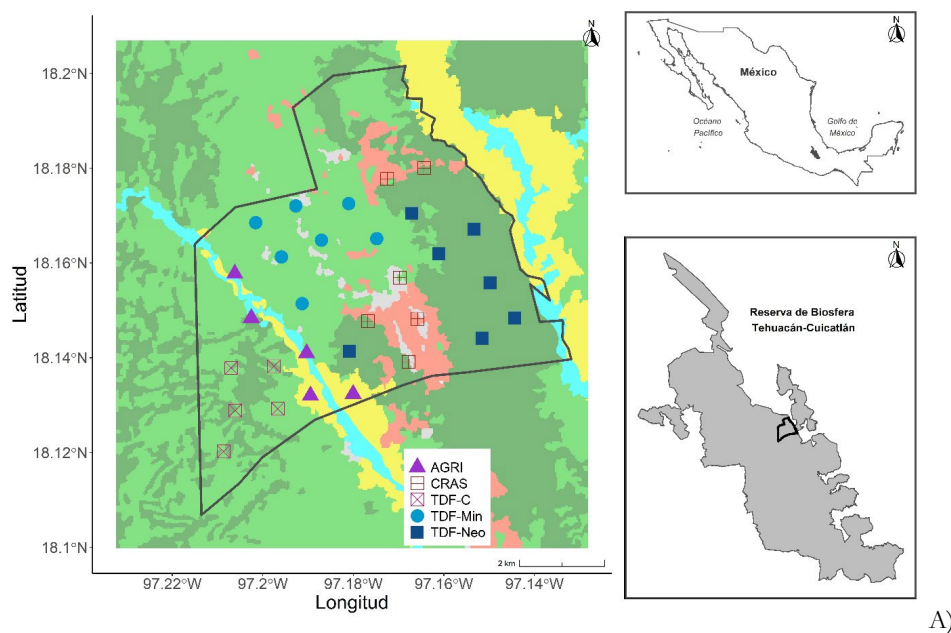 N
18.2°N
18.18°N
18.16°N
18.14°N
18.12°N
18.1°N
Latitud
AGRI
CRAS
TDF-C
TDF-Min
TDF-Neo
2 km
97.22°W
97.2°W
97.18°W
97.16°W
97.14°W
Longitud
N
México
Océano
Pacífico
Golfo de
México
N
Reserva de Biosfera
Tehuacán-Cuicatlán
A)